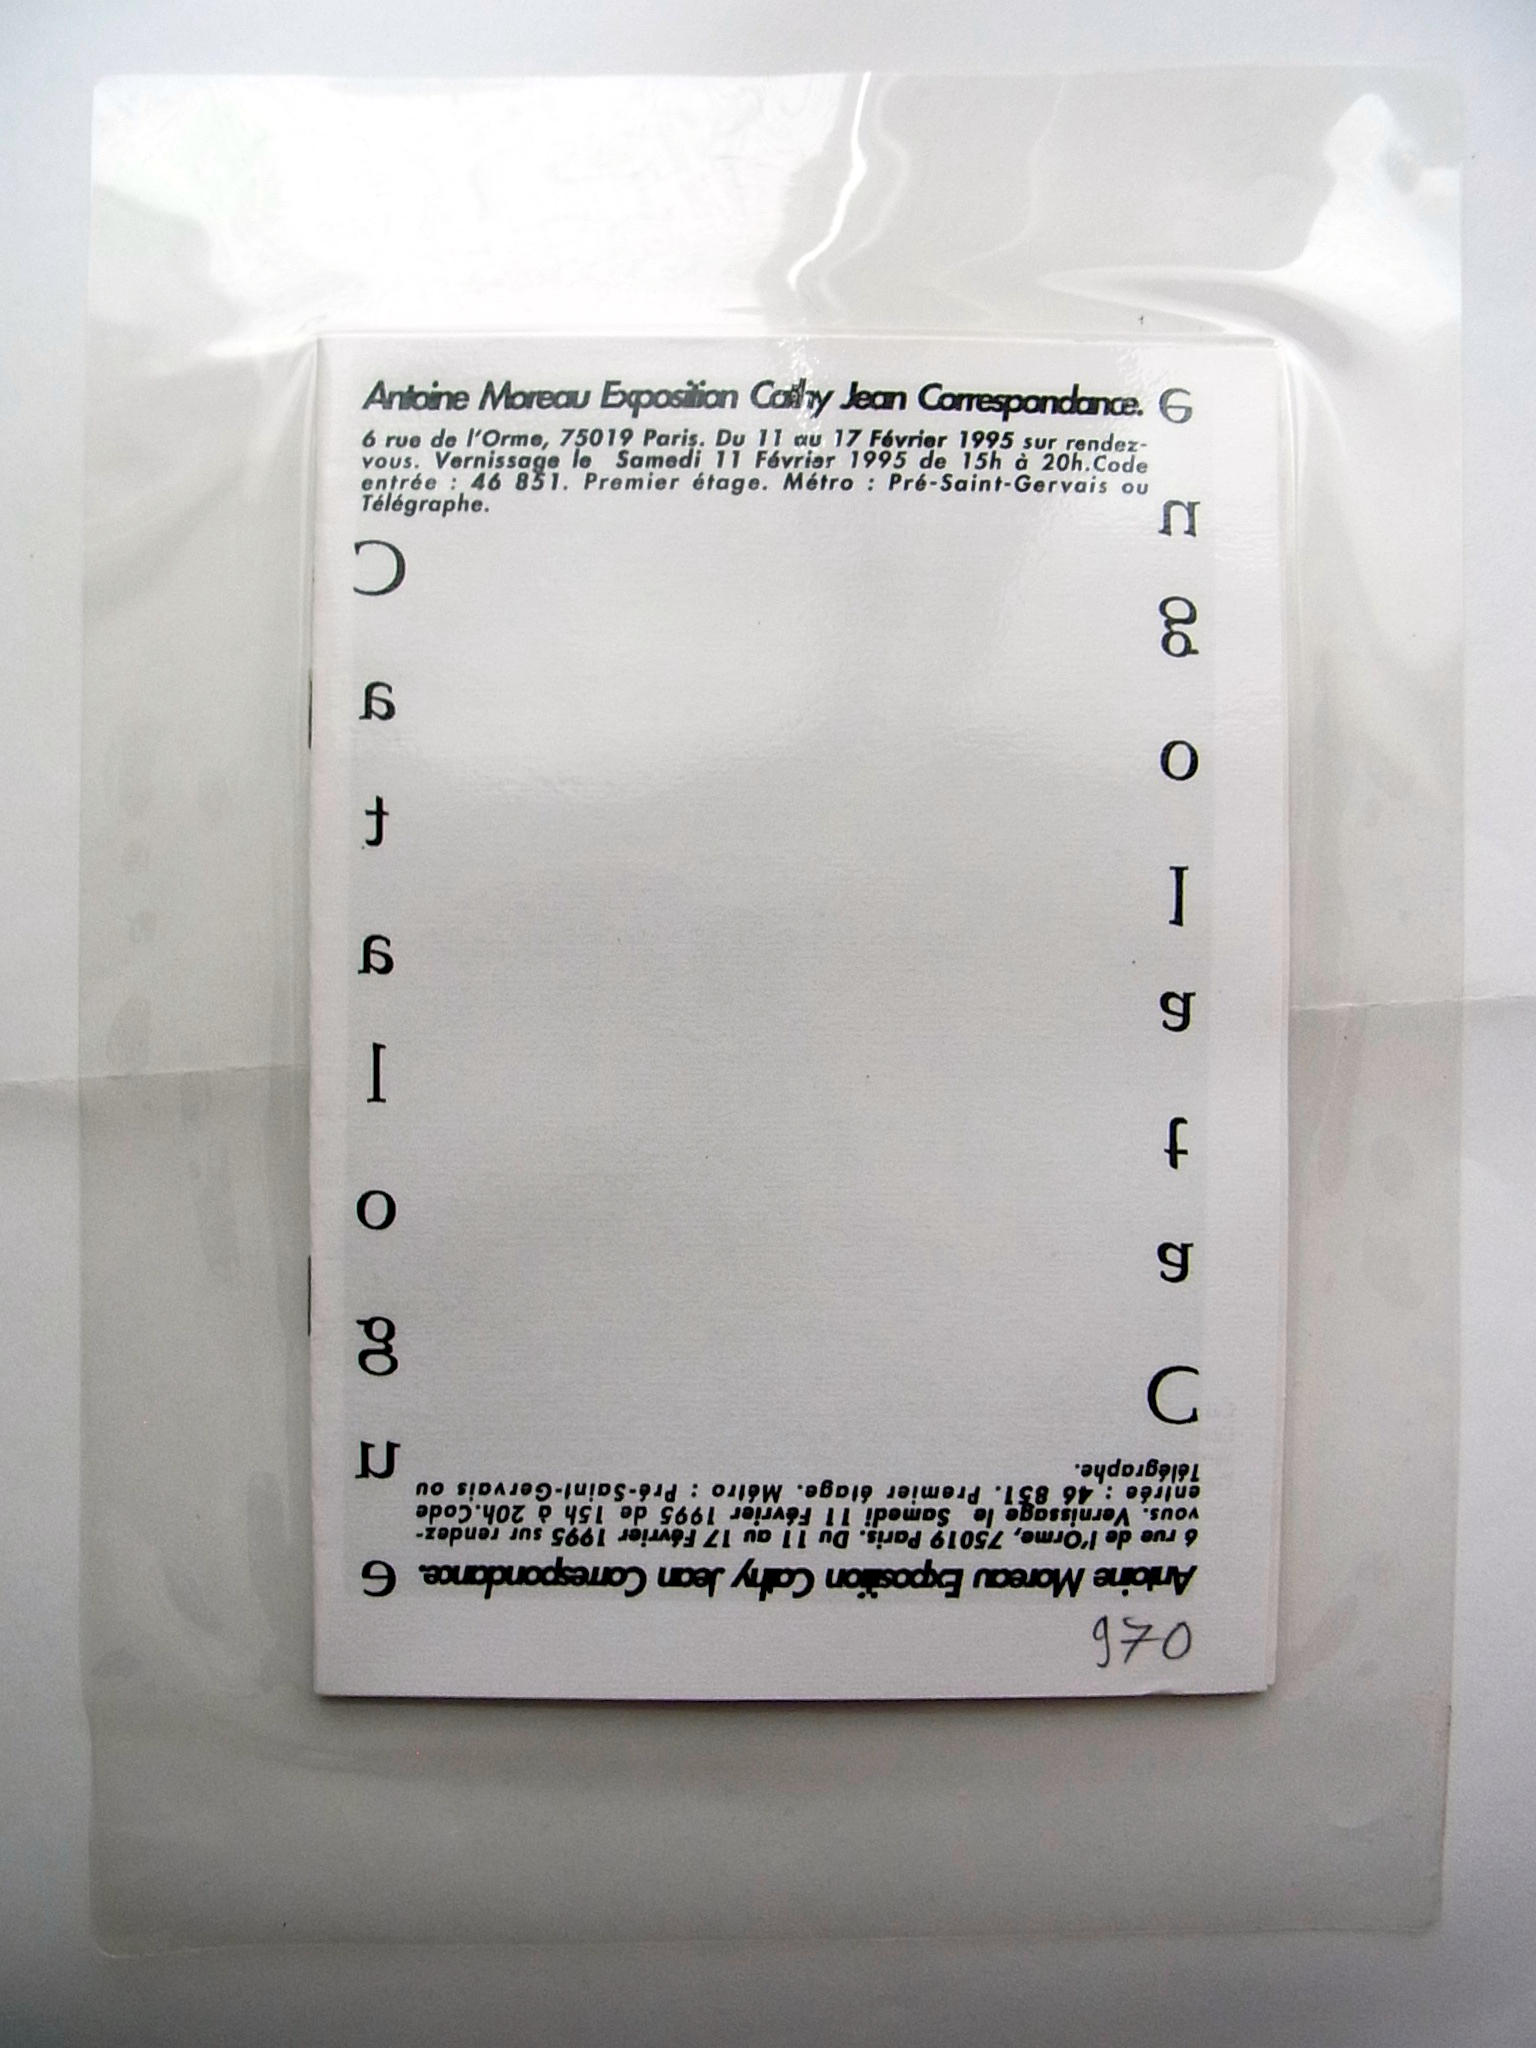 Antoine Moreau Exposition Cathy Jean Correspondance.
6 rue de l'Orme, 75019 Paris. Du 11 au 17 Février 1995 sur rendez-
vous. Vernissage le Samedi 11 Février 1995 de 15h à 20h.Code
entrée : 46 851. Premier étage. Métro : Pré-Saint-Gervais ou
Télégraphe.
Catalogue
Catalogue
Antoine Moreau Exposition Cathy Jean Correspondance.
6 rue de l'Orme, 75019 Paris. Du 11 au 17 Février 1995 sur rendez-
vous. Vernissage le Samedi 11 Février 1995 de 15h à 20h.Code
entrée : 46 851. Premier étage. Métro : Pré-Saint-Gervais ou
Télégraphe.
970